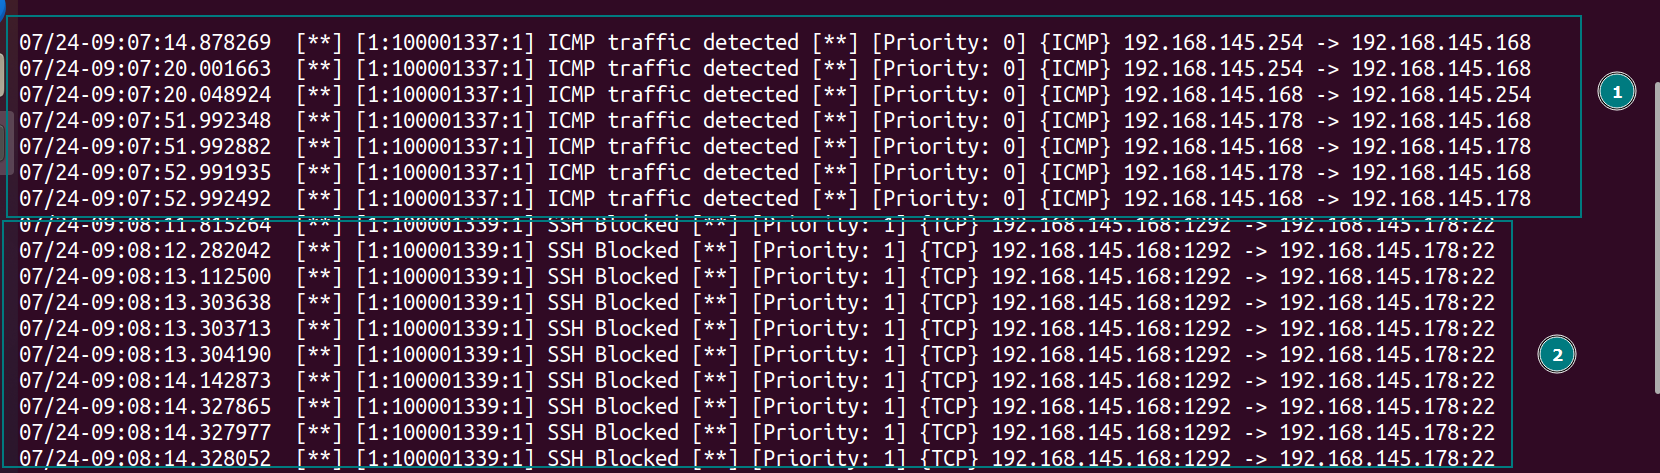 07/24-09:07:14.878269 [**] [1:100001337:1] ICMP traffic detected [**] [Priority: 0] {ICMP} 192.168.145.254 -> 192.168.145.168
07/24-09:07:20.001663 [**] [1:100001337:1] ICMP traffic detected [**] [Priority: 0] {ICMP} 192.168.145.254 -> 192.168.145.168
07/24-09:07:20.048924 [**] [1:100001337:1] ICMP traffic detected [**] [Priority: 0] {ICMP} 192.168.145.168 -> 192.168.145.254
07/24-09:07:51.992348 [**] [1:100001337:1] ICMP traffic detected [**] [Priority: 0] {ICMP} 192.168.145.178 -> 192.168.145.168
07/24-09:07:51.992882 [**] [1:100001337:1] ICMP traffic detected [**] [Priority: 0] {ICMP} 192.168.145.168 -> 192.168.145.178
07/24-09:07:52.991935 [**] [1:100001337:1] ICMP traffic detected [**] [Priority: 0] {ICMP} 192.168.145.178 -> 192.168.145.168
07/24-09:07:52.992492 [**] [1:100001337:1] ICMP traffic detected [**] [Priority: 0] {ICMP} 192.168.145.168 -> 192.168.145.178
1
07/24-09:08:11.815264 [**] [1:100001339:1] SSH Blocked [**] [Priority: 1] {TCP} 192.168.145.168:1292 -> 192.168.145.178:22
07/24-09:08:12.282042 [**] [1:100001339:1] SSH Blocked [**] [Priority: 1] {TCP} 192.168.145.168:1292 -> 192.168.145.178:22
07/24-09:08:13.112500 [**] [1:100001339:1] SSH Blocked [**] [Priority: 1] {TCP} 192.168.145.168:1292 -> 192.168.145.178:22
07/24-09:08:13.303638 [**] [1:100001339:1] SSH Blocked [**] [Priority: 1] {TCP} 192.168.145.168:1292 -> 192.168.145.178:22
07/24-09:08:13.303713 [**] [1:100001339:1] SSH Blocked [**] [Priority: 1] {TCP} 192.168.145.168:1292 -> 192.168.145.178:22
07/24-09:08:13.304190 [**] [1:100001339:1] SSH Blocked [**] [Priority: 1] {TCP} 192.168.145.168:1292 -> 192.168.145.178:22
07/24-09:08:14.142873 [**] [1:100001339:1] SSH Blocked [**] [Priority: 1] {TCP} 192.168.145.168:1292 -> 192.168.145.178:22
07/24-09:08:14.327865 [**] [1:100001339:1] SSH Blocked [**] [Priority: 1] {TCP} 192.168.145.168:1292 -> 192.168.145.178:22
07/24-09:08:14.327977 [**] [1:100001339:1] SSH Blocked [**] [Priority: 1] {TCP} 192.168.145.168:1292 -> 192.168.145.178:22
07/24-09:08:14.328052 [**] [1:100001339:1] SSH Blocked [**] [Priority: 1] {TCP} 192.168.145.168:1292 -> 192.168.145.178:22
2